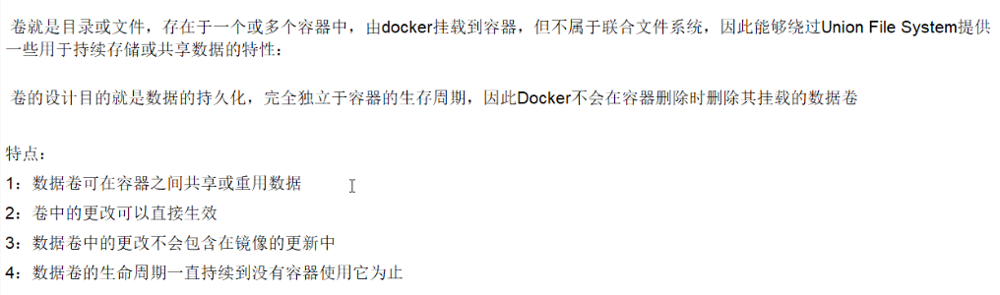 卷就是目录或文件，存在于一个或多个容器中，由docker挂载到容器，但不属于联合文件系统，因此能够绕过Union File System提供
一些用于持续存储或共享数据的特性：
卷的设计目的就是数据的持久化，完全独立于容器的生存周期，因此Docker不会在容器删除时删除其挂载的数据卷
特点：
1：数据卷可在容器之间共享或重用数据
2：卷中的更改可以直接生效
3：数据卷中的更改不会包含在镜像的更新中
4：数据卷的生命周期一直持续到没有容器使用它为止